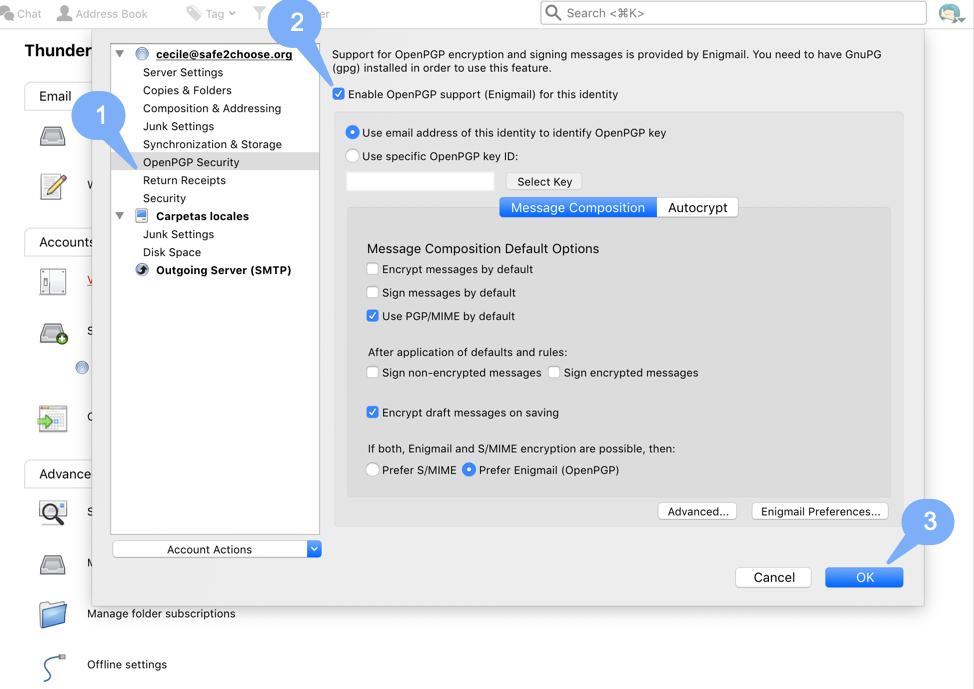 Chat
Address Book
Tag
Search <⌘K>
2
Thunder
cecile@safe2choose.org
Server Settings
Copies & Folders
Composition & Addressing
Junk Settings
Synchronization & Storage
OpenPGP Security
Return Receipts
Security
Carpetas locales
Junk Settings
Disk Space
Outgoing Server (SMTP)
Account Actions
Email
1
Accounts
Advance
Manage folder subscriptions
Offline settings
Support for OpenPGP encryption and signing messages is provided by Enigmail. You need to have GnuPG
(gpg) installed in order to use this feature.
Enable OpenPGP support (Enigmail) for this identity
Use email address of this identity to identify OpenPGP key
Use specific OpenPGP key ID:
Select Key
Message Composition
Autocrypt
Message Composition Default Options
Encrypt messages by default
Sign messages by default
Use PGP/MIME by default
After application of defaults and rules:
Sign non-encrypted messages
Sign encrypted messages
Encrypt draft messages on saving
If both, Enigmail and S/MIME encryption are possible, then:
Prefer S/MIME
Prefer Enigmail (OpenPGP)
Advanced...
Enigmail Preferences...
3
Cancel
OK